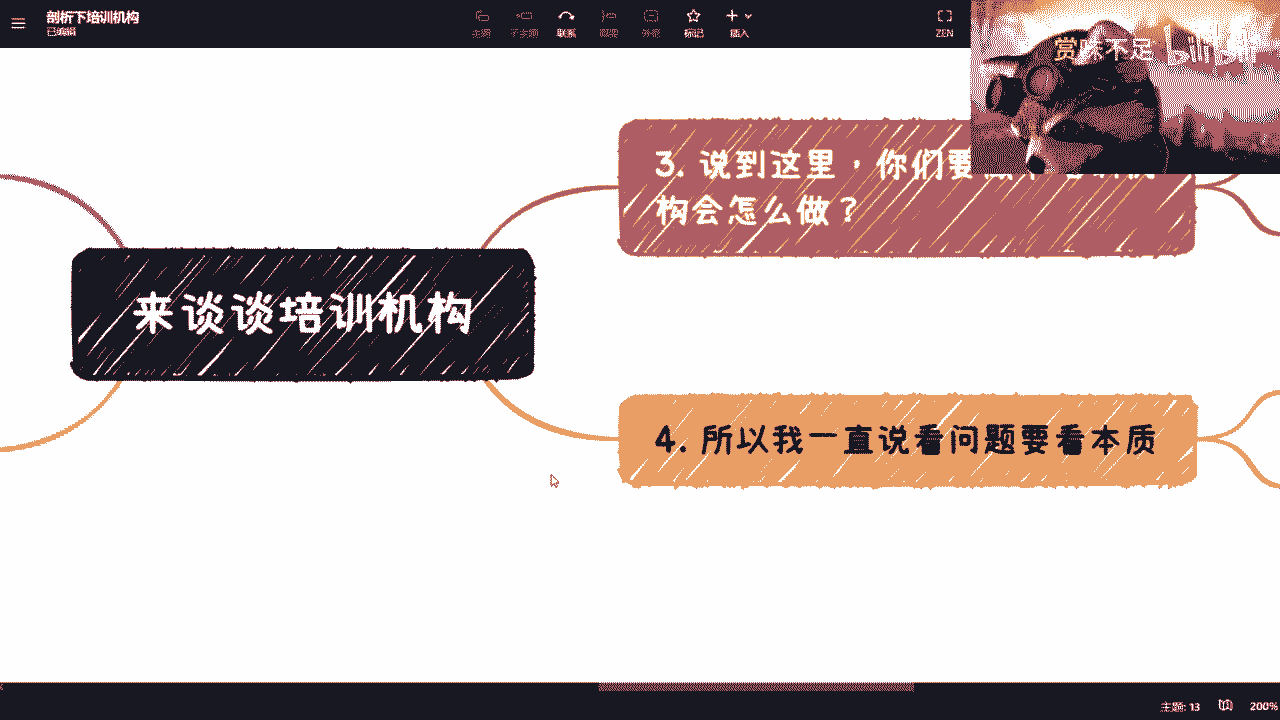 剖析下培训机构
已编辑
主题
子主题
联系
概要
外框
标记
插入
ZEN
赏味不足 bilibili
3. 说到这里，你们要
构会怎么做？
来谈谈培训机构
4. 所以我一直说看问题要看本质
主题: 13
200%